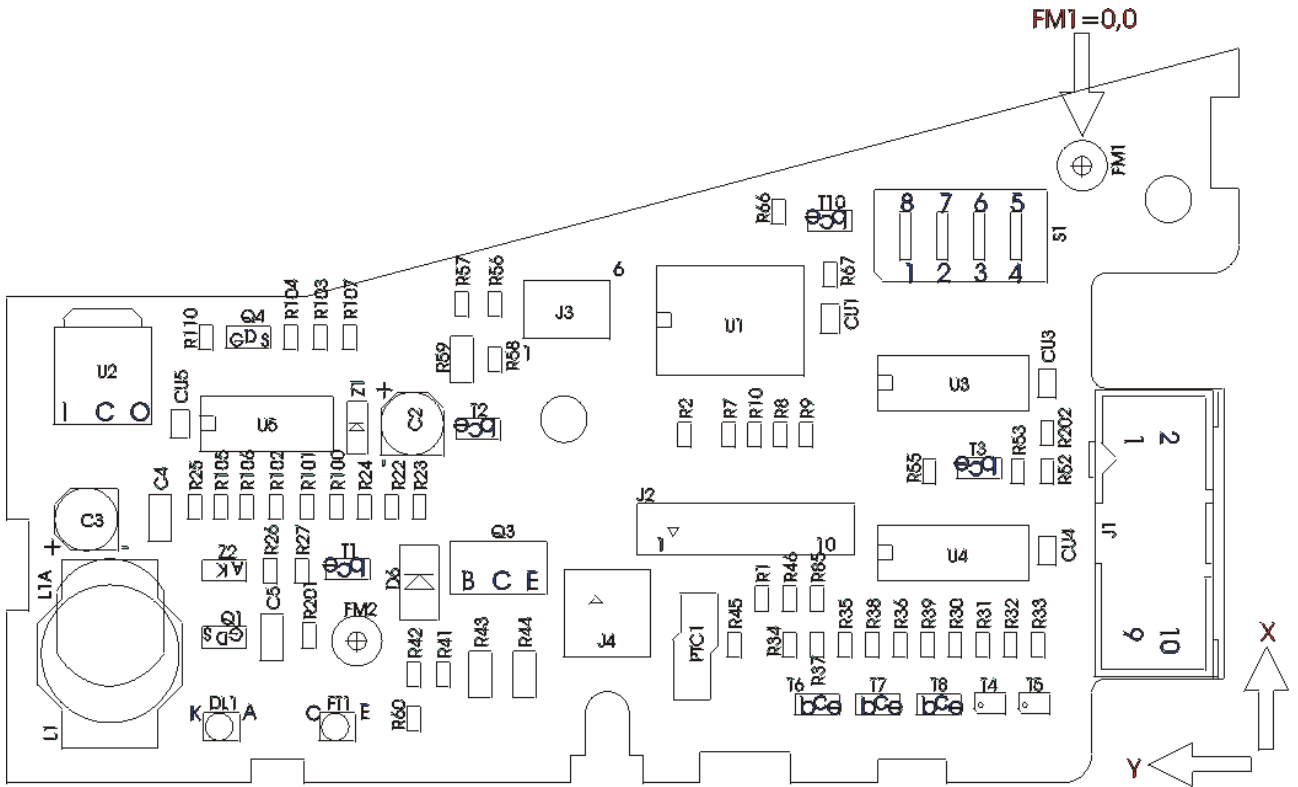 FM1=0,0
FM1
R66
T10
e c b
8 7 6 5
1 2 3 4
S1
R67
CU1
R57
R56
6
J3
1
R59
R58
U1
R110
Q4
G D S
R104
R103
R107
U2
I C O
CU5
U5
Z1
+
C2
-
T2
e c b
R2
R7
R10
R8
R9
U3
CU3
R202
R55
T3
e c b
R53
R52
2
1
J1
9
10
C4
R25
R105
R106
R102
R101
R100
R24
R22
R23
C3
+
-
J2
1
10
U4
CU4
L1A
Z3
A K
R26
R27
T1
e c b
D6
Q3
B C E
Q1
S D G
C5
R201
FM2
J4
PTC1
R1
R46
R85
R45
R34
R37
R35
R38
R36
R39
R30
R31
R32
R33
R42
R41
R43
R44
R60
L1
K
DL1
A
C
FT1
E
T6
b c e
T7
b c e
T8
b c e
T4
T5
X
Y